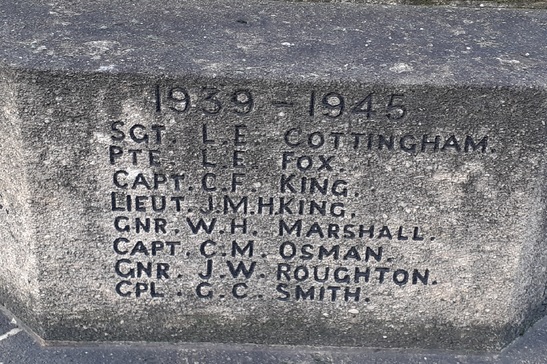 1939 - 1945
SGT. L.E. COTTINGHAM.
PTE. L.E. FOX.
CAPT. C.F. KING.
LIEUT. J.M.H. KING.
GNR. W.H. MARSHALL.
CAPT. C.M. OSMAN.
GNR. J.W. ROUGHTON.
CPL. G.C. SMITH.